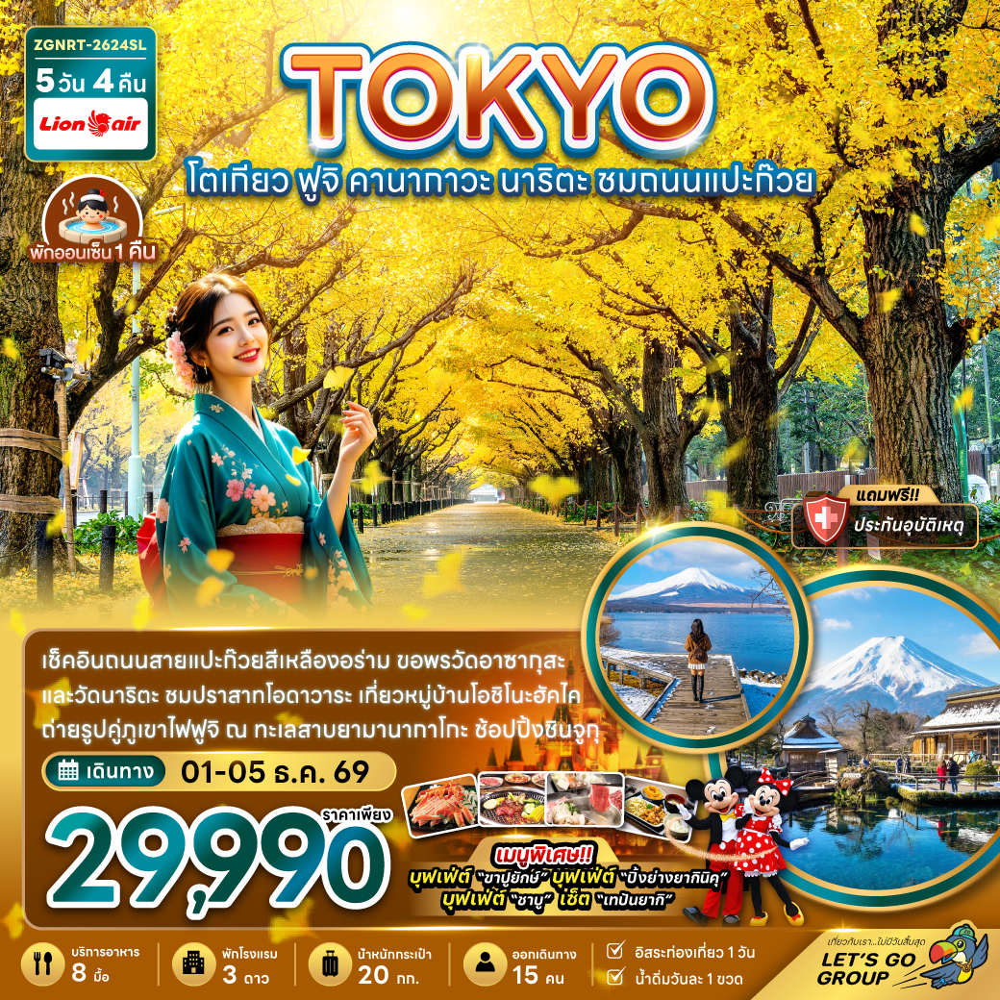 ZGNRT-2624SL
5 วัน 4 คืน
Lion air
TOKYO
โตเกียว ฟูจิ คานากาวะ นาริตะ ชมถนนแปะก๊วย
พักออนเซ็น 1 คืน
แถมฟรี!!
ประกันอุบัติเหตุ
เช็คอินถนนสายแปะก๊วยสีเหลืองอร่าม ขอพรวัดอาซากุสะ
และวัดนาริตะ ชมปราสาทโอดาวาระ เที่ยวหมู่บ้านโอชิโนะฮัคไค
ถ่ายรูปคู่ภูเขาไฟฟูจิ ณ ทะเลสาบยามานากาโกะ ช้อปปิ้งชินจูกุ
เดินทาง 01-05 ธ.ค. 69
ราคาเพียง
29,990
เมนูพิเศษ!!
บุฟเฟ่ต์ "ขาปูยักษ์" บุฟเฟ่ต์ "ปิ้งย่างยากินิคุ"
บุฟเฟ่ต์ "ชาบู" เซ็ต "เทปันยากิ"
บริการอาหาร
8 มื้อ
พักโรงแรม
3 ดาว
น้ำหนักกระเป๋า
20 กก.
ออกเดินทาง
15 คน
อิสระท่องเที่ยว 1 วัน
น้ำดื่มวันละ 1 ขวด
เที่ยวกับเรา...ไม่มีวันสิ้นสุด
LET'S GO
GROUP